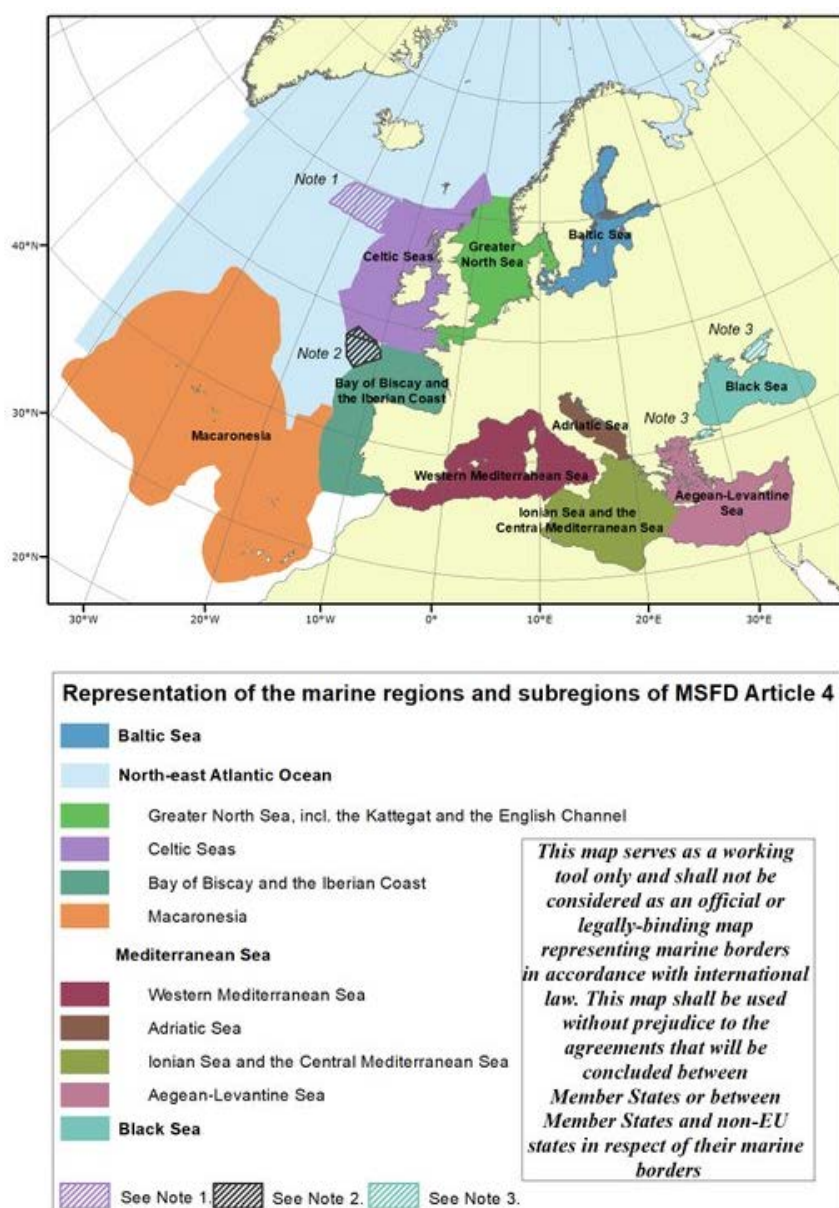 Note 1
40°N
Celtic Seas
Greater
North Sea
Baltic Sea
Note 3
Note 2
Bay of Biscay and
the Iberian Coast
Black Sea
30°N
Macaronesia
Adriatic Sea
Note 3
Western Mediterranean Sea
Aegean-Levantine
Sea
Ionian Sea and the
Central Mediterranean Sea
20°N
30°W
20°W
10°W
0°
10°E
20°E
30°E
Representation of the marine regions and subregions of MSFD Article 4
Baltic Sea
North-east Atlantic Ocean
Greater North Sea, incl. the Kattegat and the English Channel
Celtic Seas
Bay of Biscay and the Iberian Coast
Macaronesia
Mediterranean Sea
Western Mediterranean Sea
Adriatic Sea
Ionian Sea and the Central Mediterranean Sea
Aegean-Levantine Sea
Black Sea
See Note 1.
See Note 2.
See Note 3.
This map serves as a working
tool only and shall not be
considered as an official or
legally-binding map
representing marine borders
in accordance with international
law. This map shall be used
without prejudice to the
agreements that will be
concluded between
Member States or between
Member States and non-EU
states in respect of their marine
borders